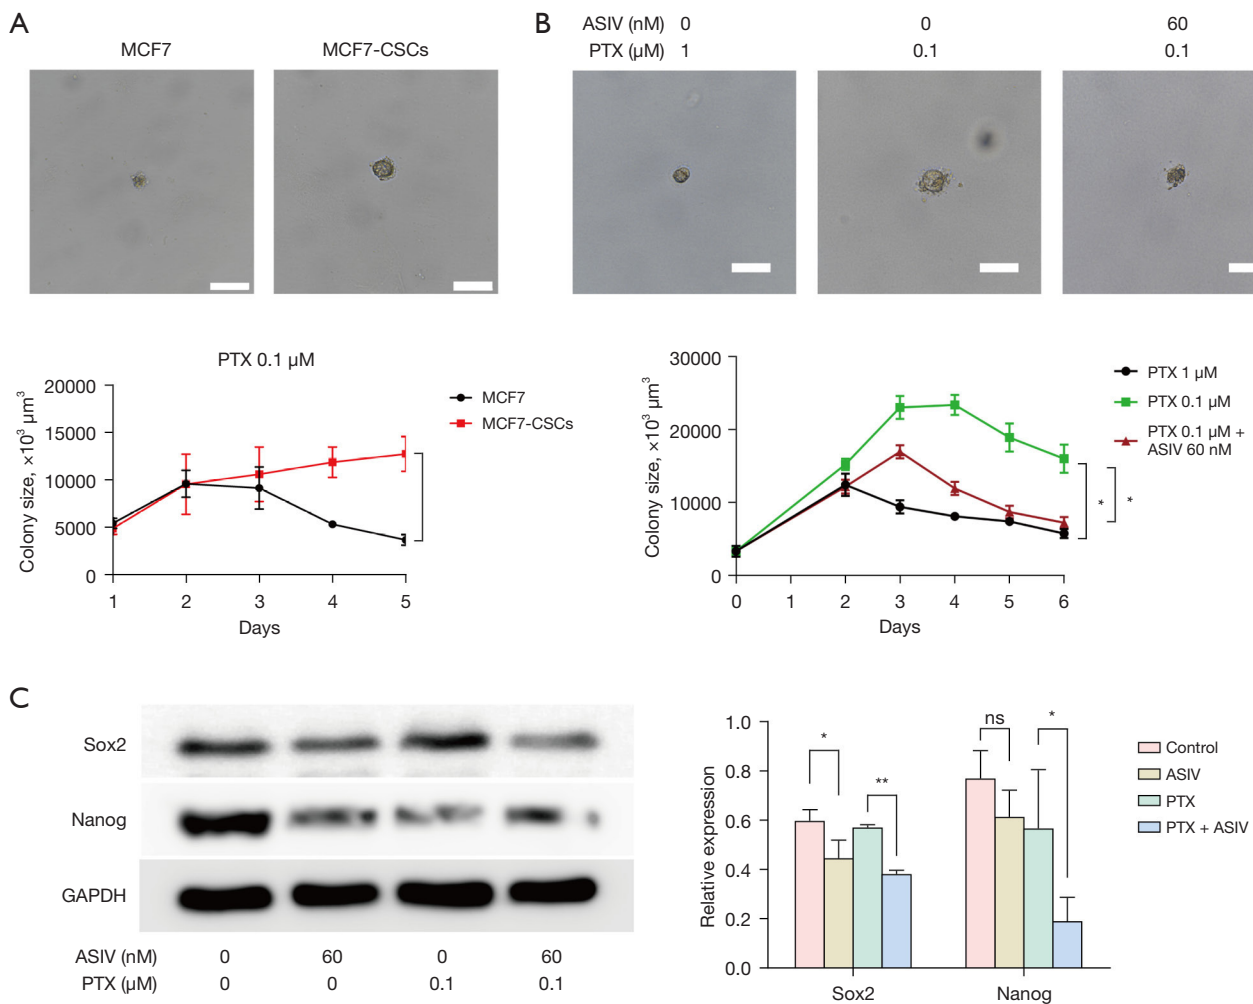 A
MCF7
MCF7-CSCs
B
ASIV (nM) 0 0 60
PTX (µM) 1 0.1 0.1
PTX 0.1 µM
Colony size, ×10³ µm³
20000
15000
10000
5000
0
1 2 3 4 5
Days
MCF7
MCF7-CSCs
Colony size, ×10³ µm³
30000
20000
10000
0
0 1 2 3 4 5 6
Days
PTX 1 µM
PTX 0.1 µM
PTX 0.1 µM +
ASIV 60 nM
*
*
C
Sox2
Nanog
GAPDH
ASIV (nM) 0 60 0 60
PTX (µM) 0 0 0.1 0.1
Relative expression
1.0
0.8
0.6
0.4
0.2
0.0
*
**
ns
*
Sox2 Nanog
Control
ASIV
PTX
PTX + ASIV